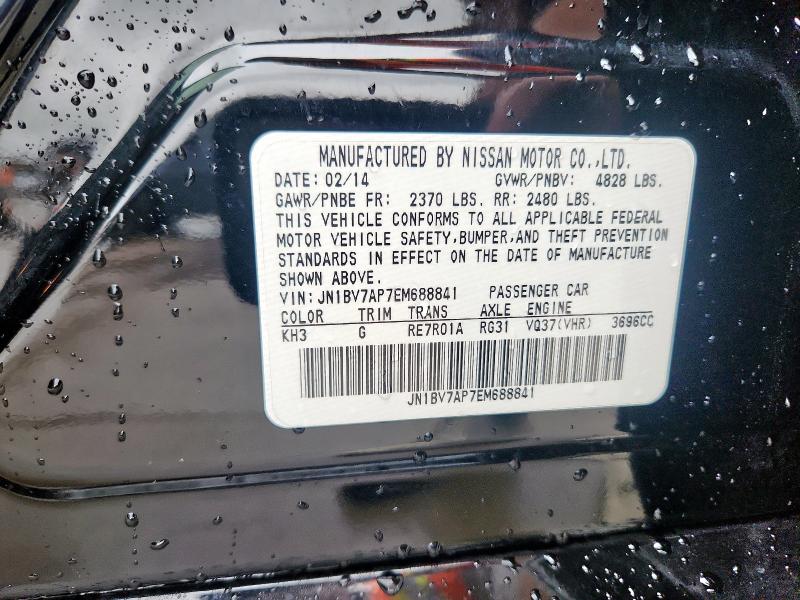 MANUFACTURED BY NISSAN MOTOR CO.,LTD.
DATE: 02/14 GVWR/PNBV: 4828 LBS.
GAWR/PNBE FR: 2370 LBS. RR: 2480 LBS.
THIS VEHICLE CONFORMS TO ALL APPLICABLE FEDERAL
MOTOR VEHICLE SAFETY,BUMPER,AND THEFT PREVENTION
STANDARDS IN EFFECT ON THE DATE OF MANUFACTURE
SHOWN ABOVE.
VIN: JN1BV7AP7EM688841 PASSENGER CAR
COLOR TRIM TRANS AXLE ENGINE
KH3 G RE7R01A RG31 VQ37(VHR) 3696CC
JN1BV7AP7EM688841